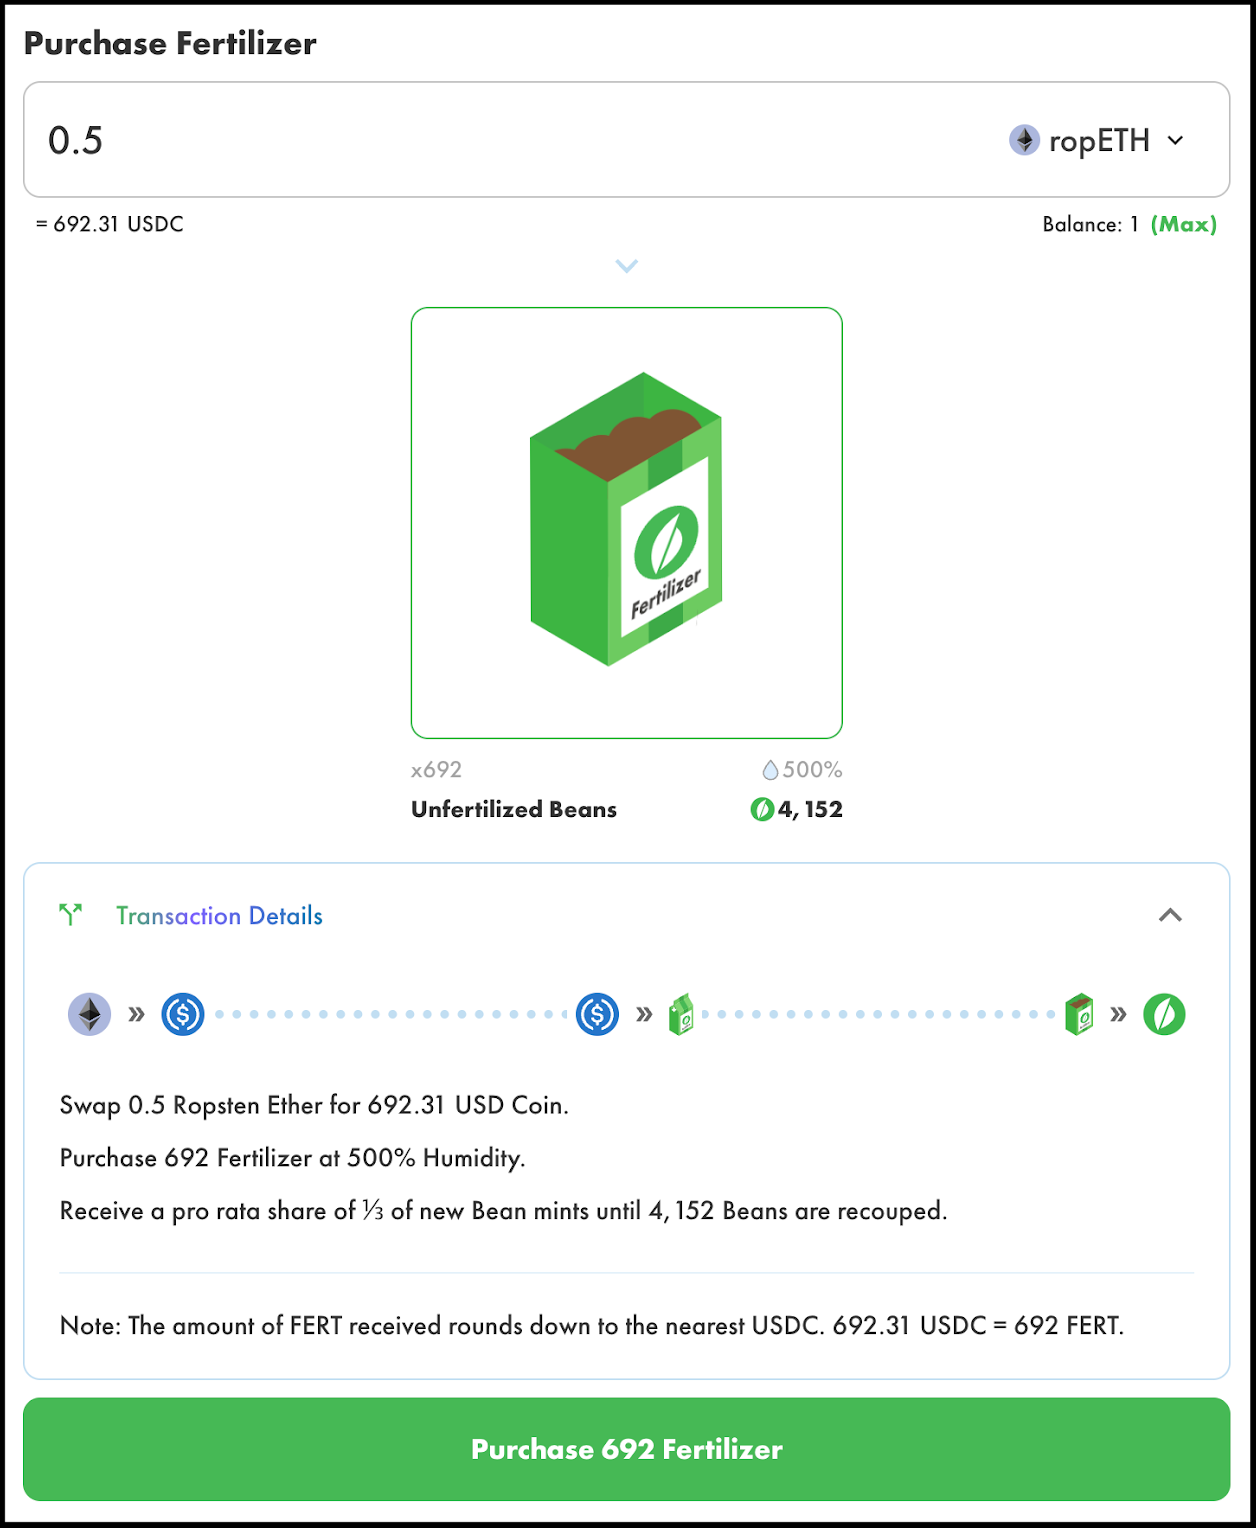 Purchase Fertilizer
0.5
ropETH
= 692.31 USDC
Balance: 1 (Max)
Fertilizer
x692
500%
Unfertilized Beans
4,152
Transaction Details
Swap 0.5 Ropsten Ether for 692.31 USD Coin.
Purchase 692 Fertilizer at 500% Humidity.
Receive a pro rata share of ⅓ of new Bean mints until 4,152 Beans are recouped.
Note: The amount of FERT received rounds down to the nearest USDC. 692.31 USDC = 692 FERT.
Purchase 692 Fertilizer